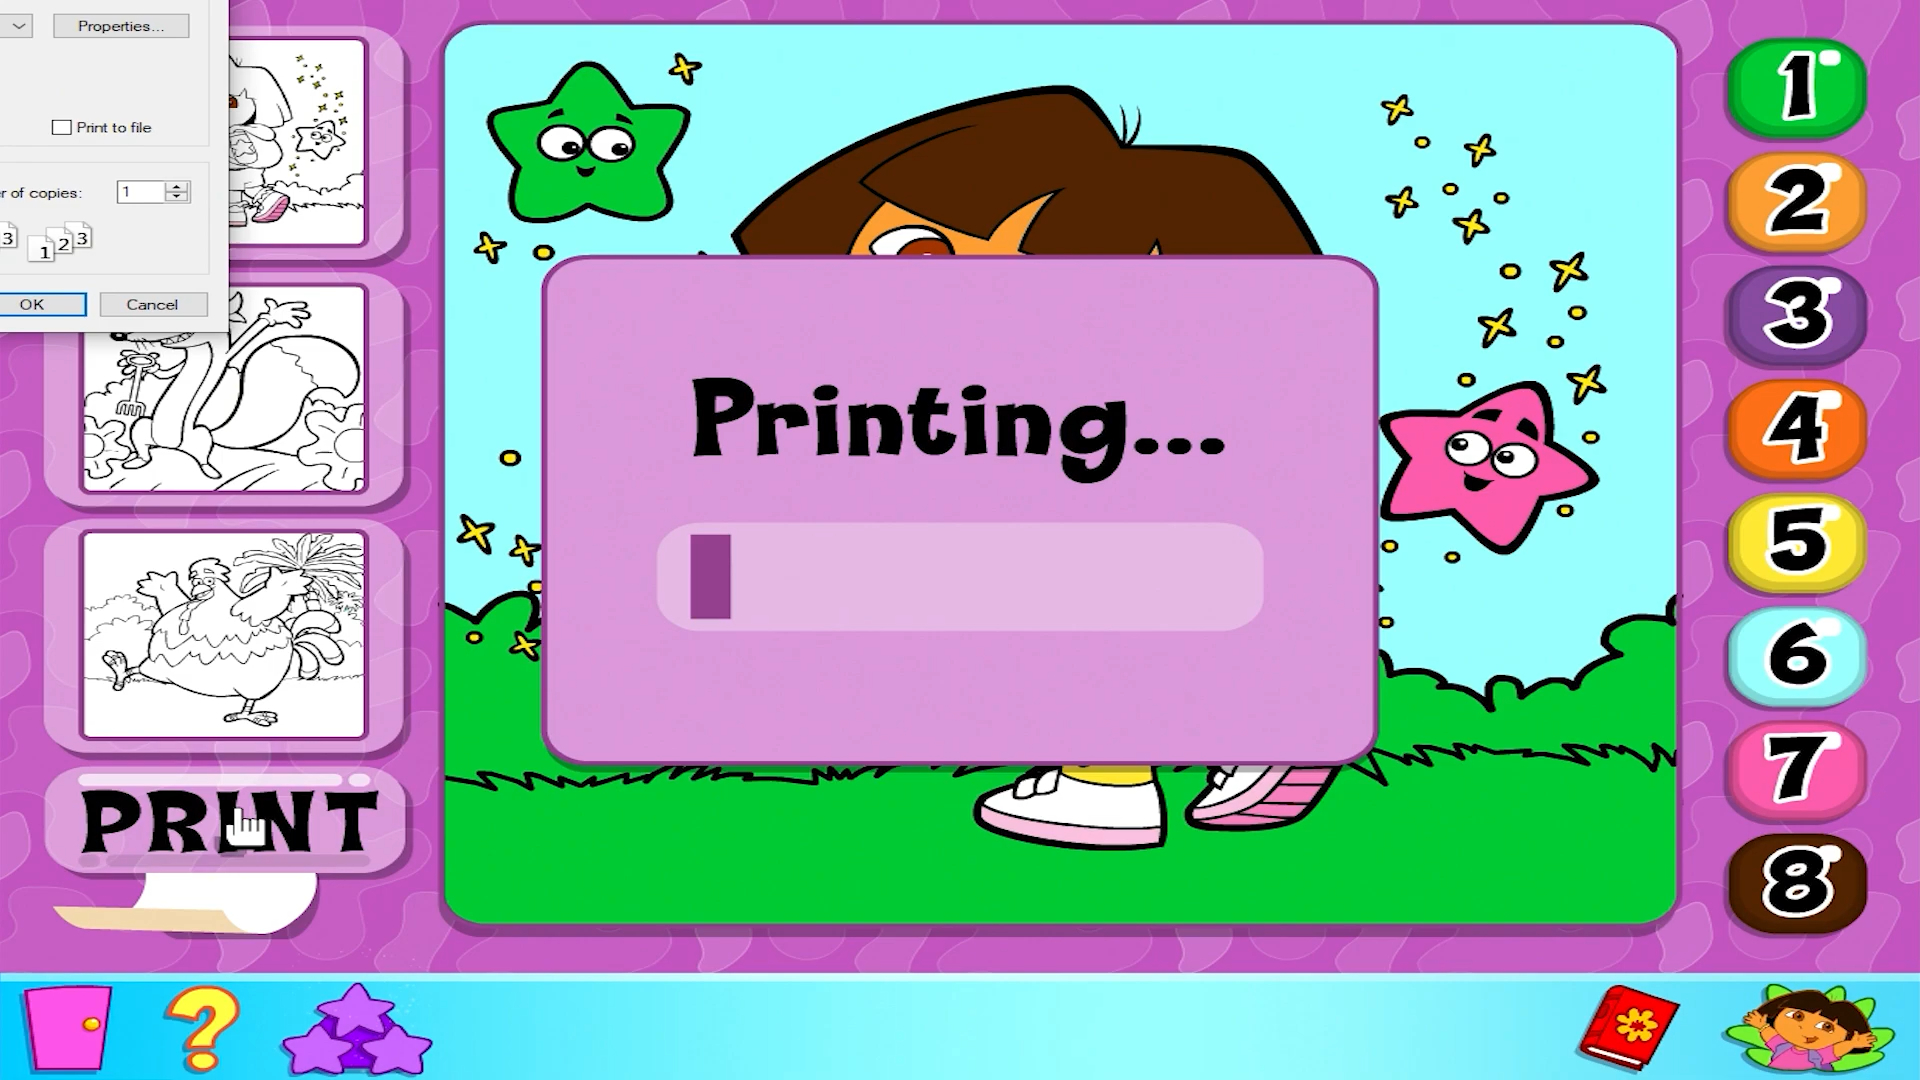 Properties...
Print to file
er of copies:
1
3
1 2 3
OK
Cancel
Printing...
PRINT
1
2
3
4
5
6
7
8
?